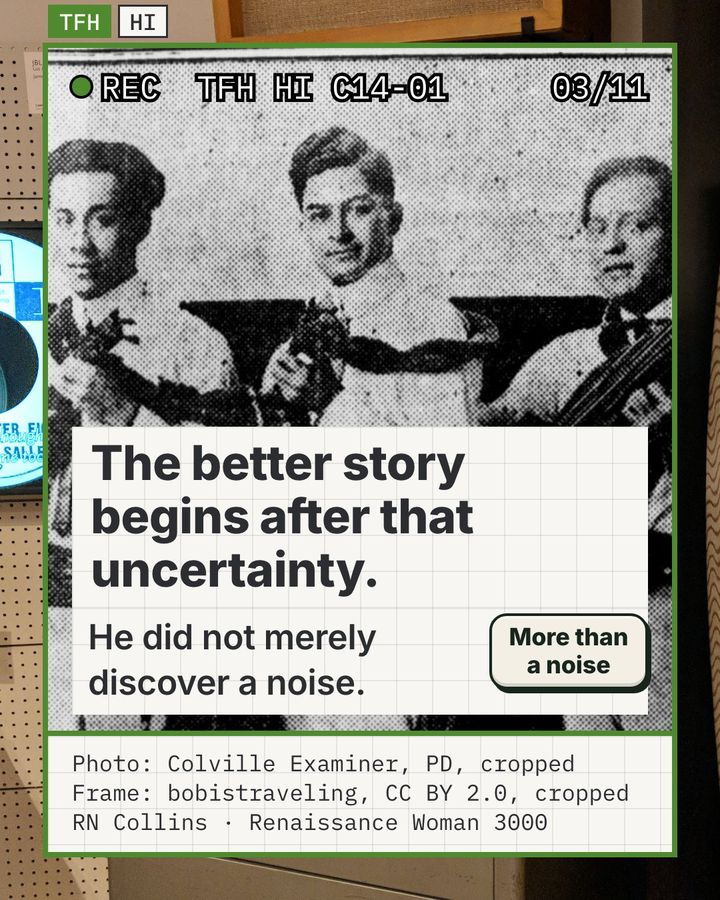 TFH HI
REC TFH HI C14-01 03/11
The better story
begins after that
uncertainty.
He did not merely
discover a noise.
More than
a noise
Photo: Colville Examiner, PD, cropped
Frame: bobistraveling, CC BY 2.0, cropped
RN Collins · Renaissance Woman 3000